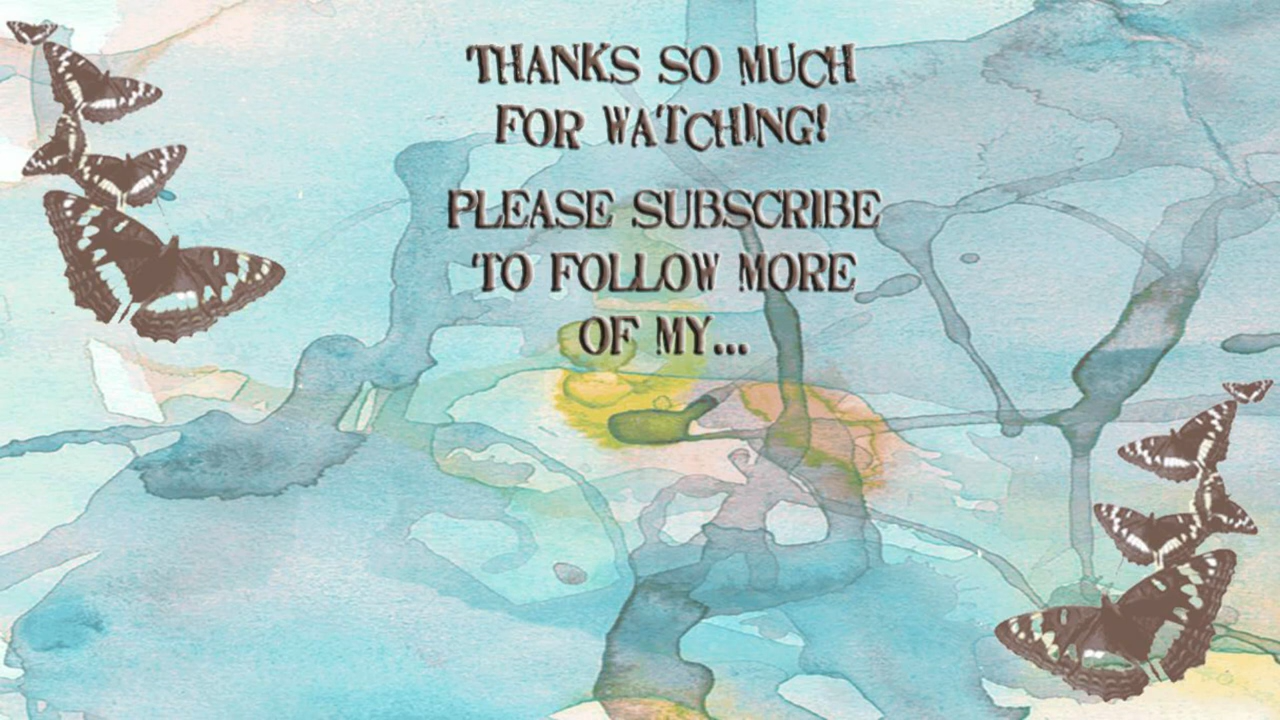 THANKS SO MUCH
FOR WATCHING!
PLEASE SUBSCRIBE
TO FOLLOW MORE
OF MY...